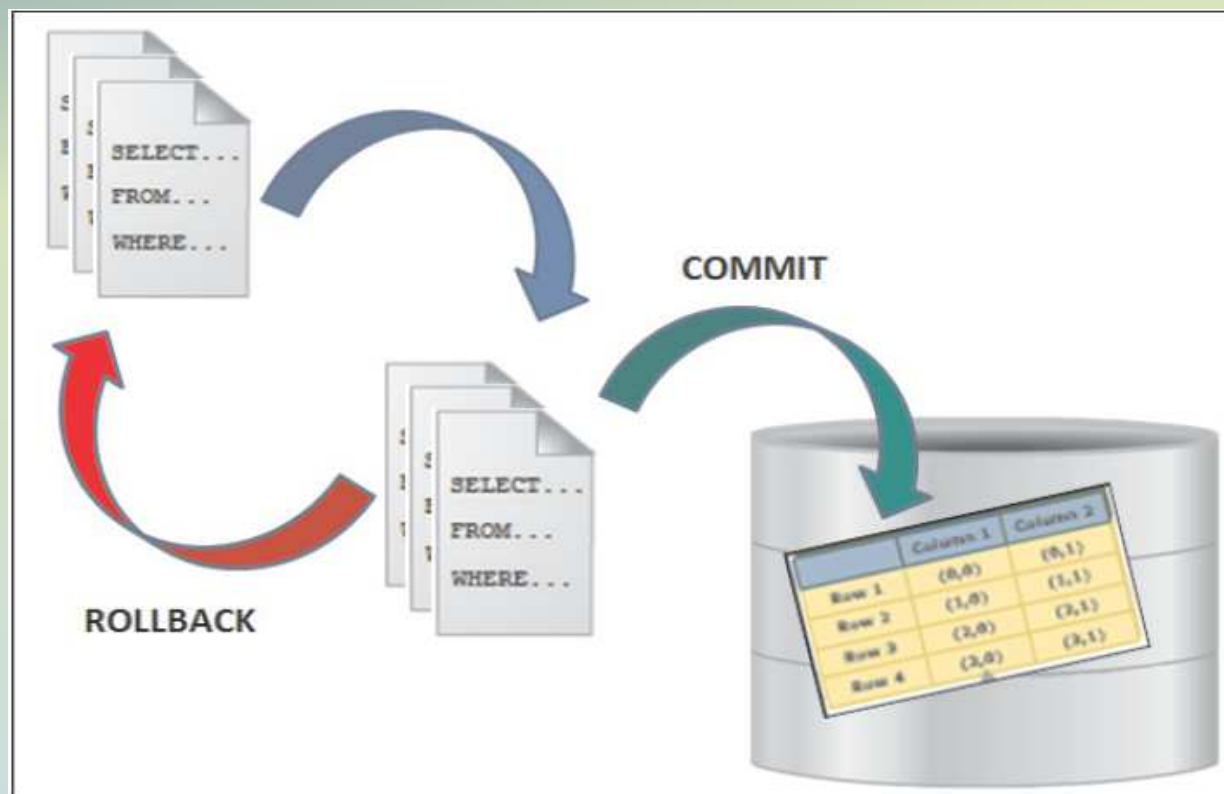 SELECT...
FROM...
WHERE...
COMMIT
SELECT...
FROM...
WHERE...
ROLLBACK
Column 1 Column 2
Row 1 (0,0) (0,1)
Row 2 (1,0) (1,1)
Row 3 (2,0) (2,1)
Row 4 (3,0) (3,1)